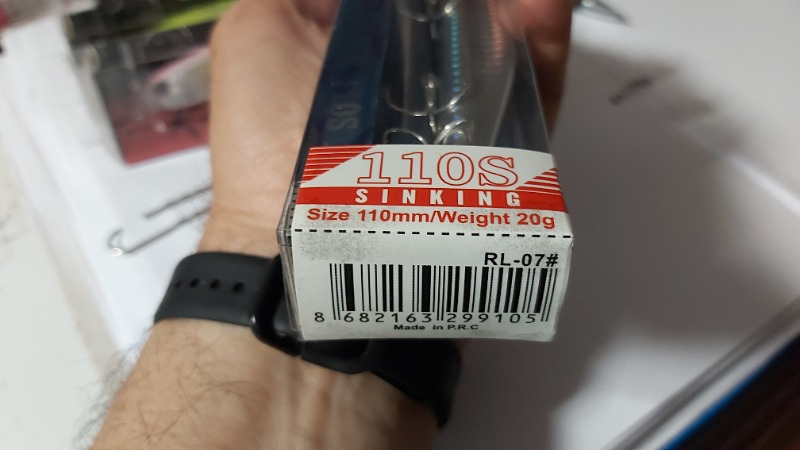 110S
SINKING
Size 110mm/Weight 20g
RL-07#
8 682163 299105
Made in P.R.C